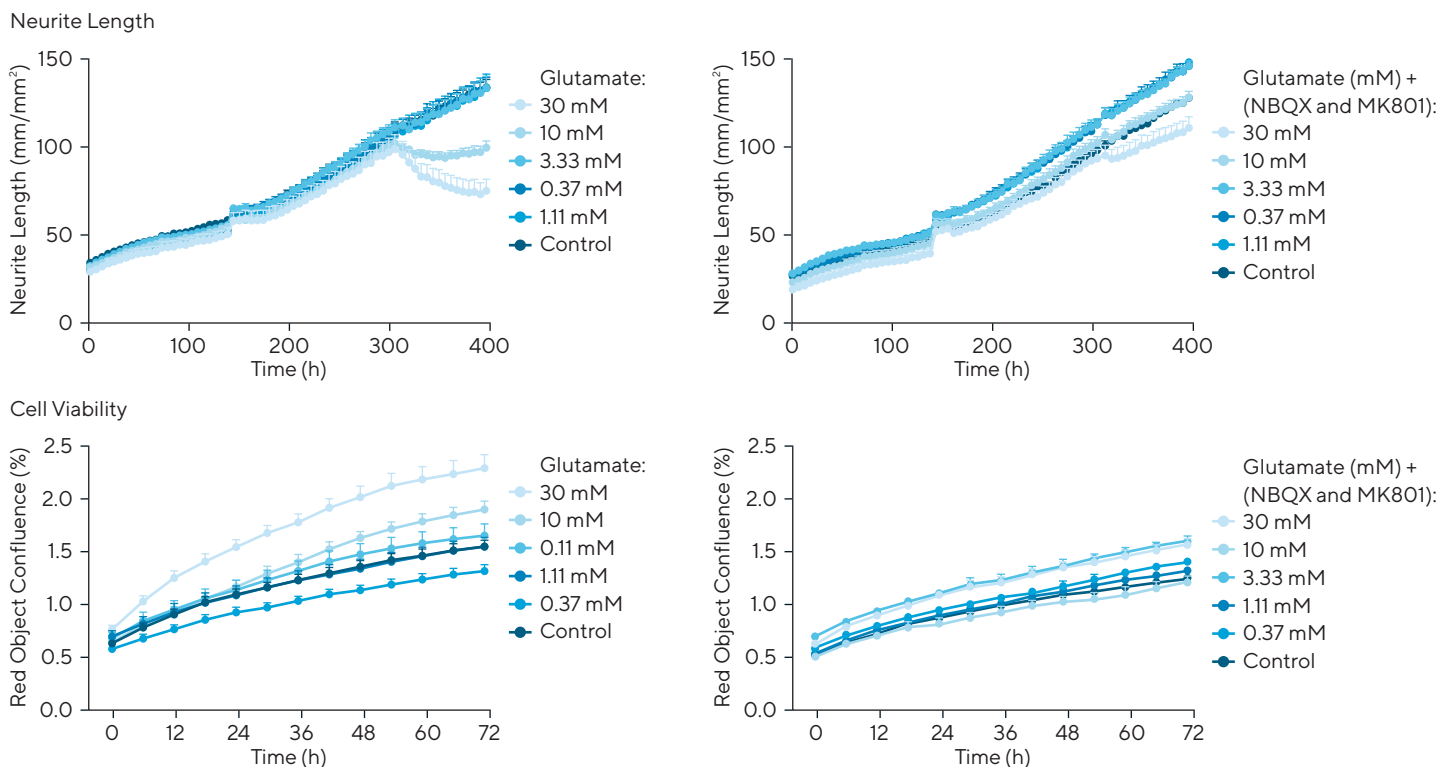 Neurite Length
Neurite Length (mm/mm²)
150
100
50
0
0 100 200 300 400
Time (h)
Glutamate:
30 mM
10 mM
3.33 mM
0.37 mM
1.11 mM
Control
Neurite Length (mm/mm²)
150
100
50
0
0 100 200 300 400
Time (h)
Glutamate (mM) +
(NBQX and MK801):
30 mM
10 mM
3.33 mM
0.37 mM
1.11 mM
Control
Cell Viability
Red Object Confluence (%)
2.5
2.0
1.5
1.0
0.5
0.0
0 12 24 36 48 60 72
Time (h)
Glutamate:
30 mM
10 mM
0.11 mM
1.11 mM
0.37 mM
Control
Red Object Confluence (%)
2.5
2.0
1.5
1.0
0.5
0.0
0 12 24 36 48 60 72
Time (h)
Glutamate (mM) +
(NBQX and MK801):
30 mM
10 mM
3.33 mM
1.11 mM
0.37 mM
Control